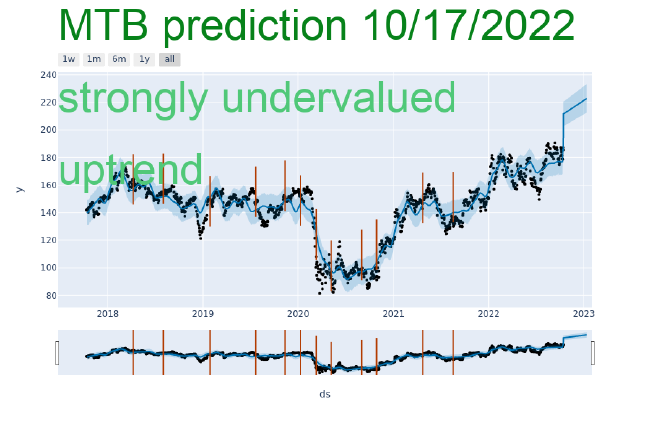 MTB prediction 10/17/2022
1w 1m 6m 1y all
240
strongly undervalued
220
200
180
uptrend
160
y
140
120
100
80
2018 2019 2020 2021 2022 2023
ds